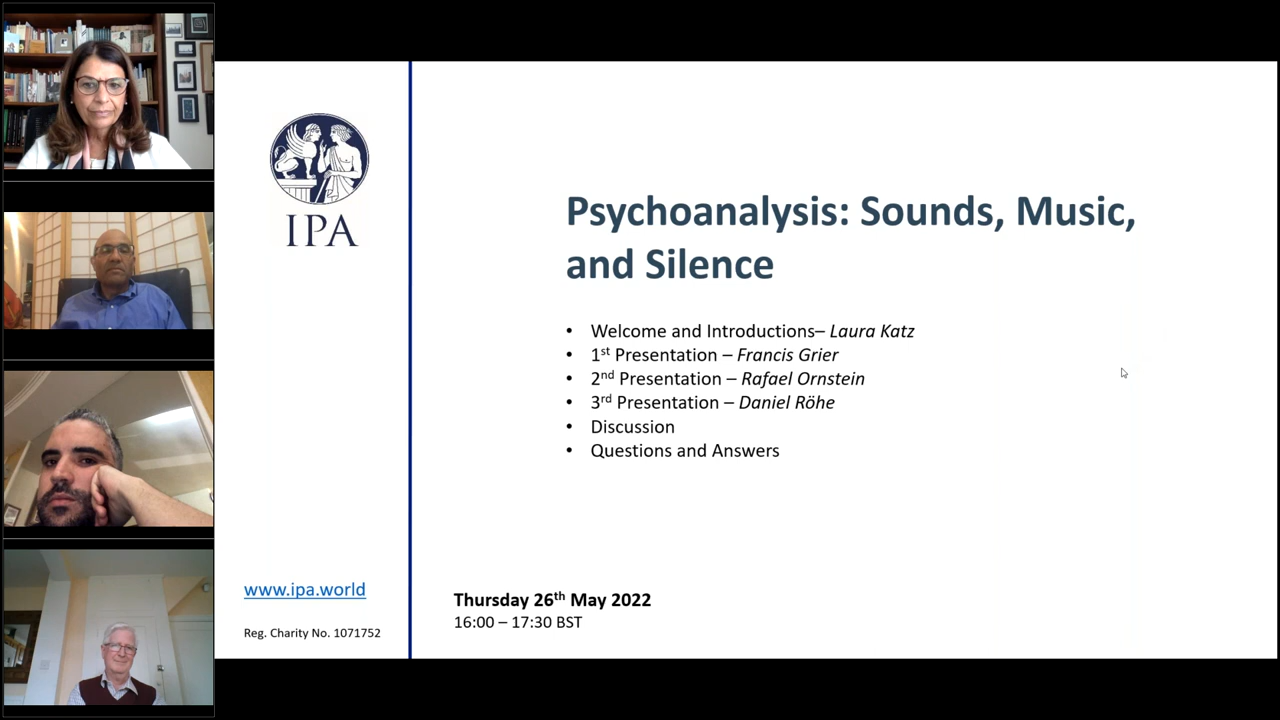 IPA
Psychoanalysis: Sounds, Music,
and Silence
• Welcome and Introductions– Laura Katz
• 1st Presentation – Francis Grier
• 2nd Presentation – Rafael Ornstein
• 3rd Presentation – Daniel Röhe
• Discussion
• Questions and Answers
www.ipa.world
Reg. Charity No. 1071752
Thursday 26th May 2022
16:00 – 17:30 BST